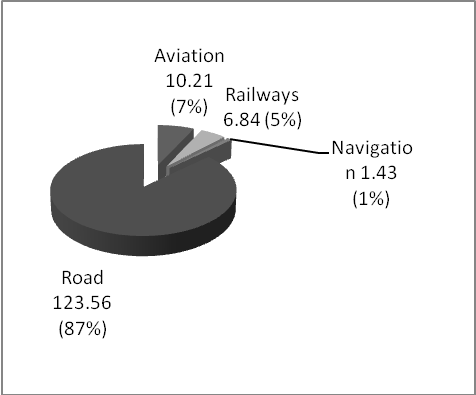 Aviation
10.21
(7%)
Railways
6.84 (5%)
Navigatio
n 1.43
(1%)
Road
123.56
(87%)